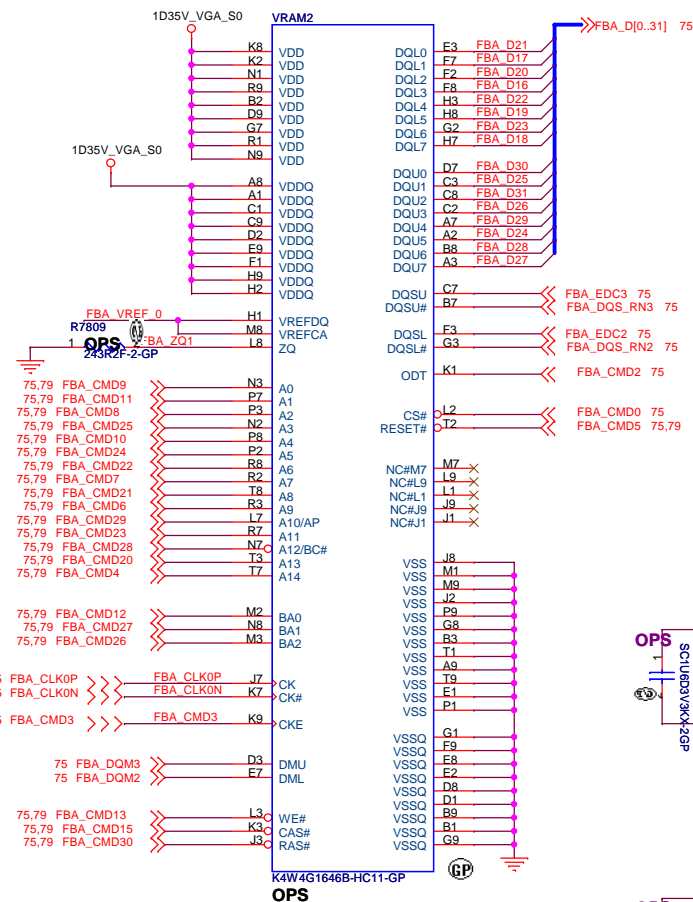 1D35V_VGA_S0
VRAM2
FBA_D[0..31] 75
K8 VDD
K2 VDD
N1 VDD
R9 VDD
B2 VDD
D9 VDD
G7 VDD
R1 VDD
N9 VDD
DQL0 E3 FBA_D21
DQL1 F7 FBA_D17
DQL2 F2 FBA_D20
DQL3 F8 FBA_D16
DQL4 H3 FBA_D22
DQL5 H8 FBA_D19
DQL6 G2 FBA_D23
DQL7 H7 FBA_D18
1D35V_VGA_S0
A8 VDDQ
A1 VDDQ
C1 VDDQ
C9 VDDQ
D2 VDDQ
E9 VDDQ
F1 VDDQ
H9 VDDQ
H2 VDDQ
DQU0 D7 FBA_D30
DQU1 C3 FBA_D25
DQU2 C8 FBA_D31
DQU3 C2 FBA_D26
DQU4 A7 FBA_D29
DQU5 A2 FBA_D24
DQU6 B8 FBA_D28
DQU7 A3 FBA_D27
DQSU C7 FBA_EDC3 75
DQSU# B7 FBA_DQS_RN3 75
FBA_VREF_0 H1 VREFDQ
M8 VREFCA
R7809
1 OPS 2 FBA_ZQ1 L8 ZQ
243R2F-2-GP
DQSL F3 FBA_EDC2 75
DQSL# G3 FBA_DQS_RN2 75
ODT K1 FBA_CMD2 75
CS# L2 FBA_CMD0 75
RESET# T2 FBA_CMD5 75,79
75,79 FBA_CMD9 N3 A0
75,79 FBA_CMD11 P7 A1
75,79 FBA_CMD8 P3 A2
75,79 FBA_CMD25 N2 A3
75,79 FBA_CMD10 P8 A4
75,79 FBA_CMD24 P2 A5
75,79 FBA_CMD22 R8 A6
75,79 FBA_CMD7 R2 A7
75,79 FBA_CMD21 T8 A8
75,79 FBA_CMD6 R3 A9
75,79 FBA_CMD29 L7 A10/AP
75,79 FBA_CMD23 R7 A11
75,79 FBA_CMD28 N7 A12/BC#
75,79 FBA_CMD20 T3 A13
75,79 FBA_CMD4 T7 A14
NC#M7 M7
NC#L9 L9
NC#L1 L1
NC#J9 J9
NC#J1 J1
75,79 FBA_CMD12 M2 BA0
75,79 FBA_CMD27 N8 BA1
75,79 FBA_CMD26 M3 BA2
FBA_CLK0P FBA_CLK0P J7 CK
FBA_CLK0N FBA_CLK0N K7 CK#
FBA_CMD3 FBA_CMD3 K9 CKE
75 FBA_DQM3 D3 DMU
75 FBA_DQM2 E7 DML
75,79 FBA_CMD13 L3 WE#
75,79 FBA_CMD15 K3 CAS#
75,79 FBA_CMD30 J3 RAS#
VSS J8
VSS M1
VSS M9
VSS J2
VSS P9
VSS G8
VSS B3
VSS T1
VSS A9
VSS T9
VSS E1
VSS P1
VSSQ G1
VSSQ F9
VSSQ E8
VSSQ E2
VSSQ D8
VSSQ D1
VSSQ B9
VSSQ B1
VSSQ G9
GP
K4W4G1646B-HC11-GP
OPS
OPS
1
SC1U6D3V3KX-2GP